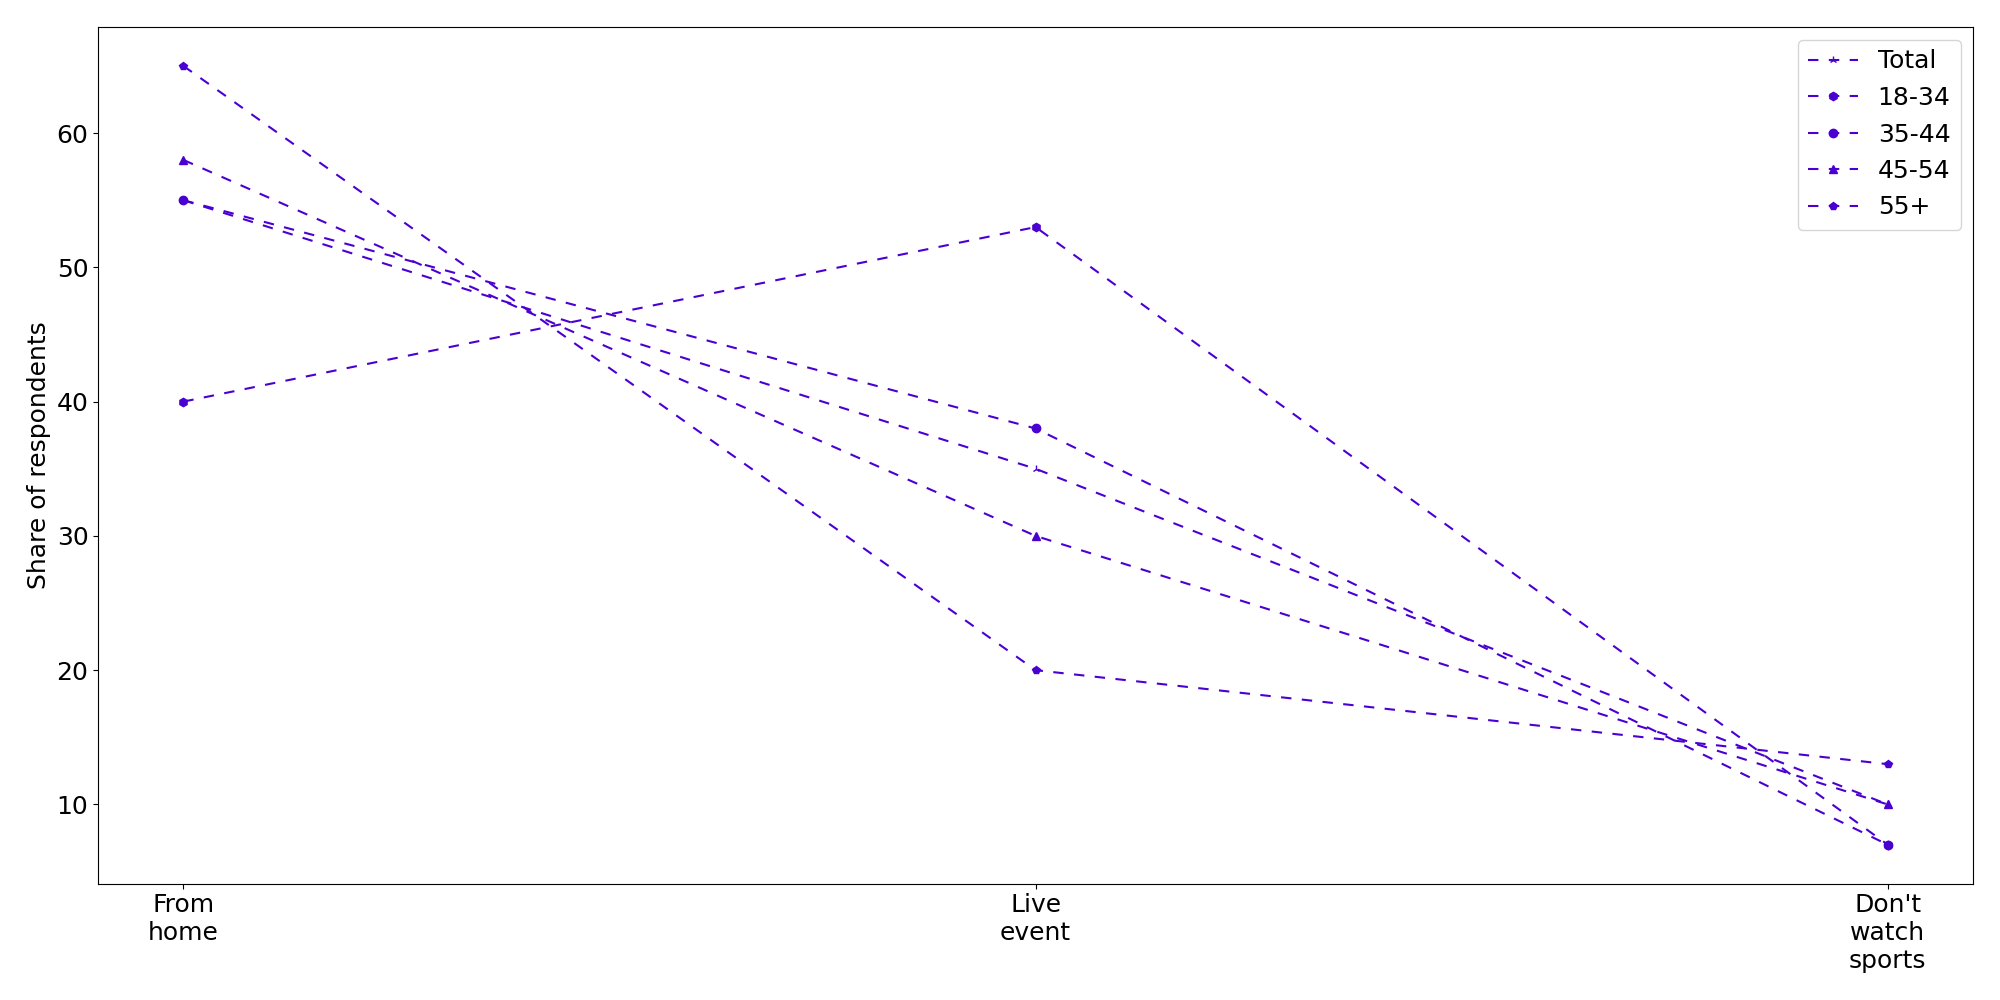 Total
18-34
35-44
45-54
55+
Share of respondents
60
50
40
30
20
10
From
home
Live
event
Don't
watch
sports